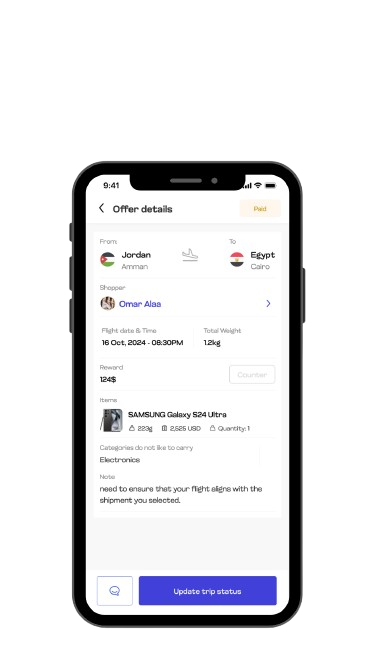 9:41
Offer details
Paid
From
To
Jordan
Egypt
Amman
Cairo
Shopper
Omar Alaa
Flight date & Time
Total Weight
16 Oct, 2024 - 08:30PM
1.2kg
Reward
124$
Counter
Items
SAMSUNG Galaxy S24 Ultra
223g
2,525 USD
Quantity: 1
Categories do not like to carry
Electronics
Note
need to ensure that your flight aligns with the
shipment you selected.
Update trip status